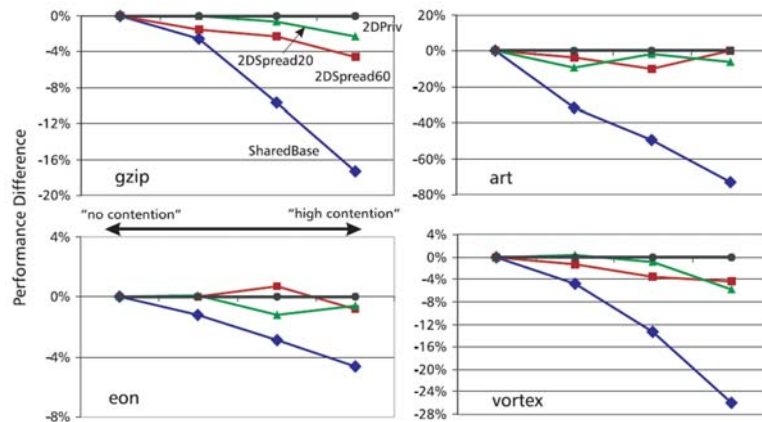 Performance Difference
0%
-4%
-8%
-12%
-16%
20%
2DPriv
2DSpread20
2DSpread60
SharedBase
gzip
20%
0%
-20%
-40%
-60%
-80%
art
"no contention"
"high contention"
4%
0%
-4%
-8%
eon
4%
0%
-4%
-8%
-12%
-16%
-20%
-24%
-28%
vortex